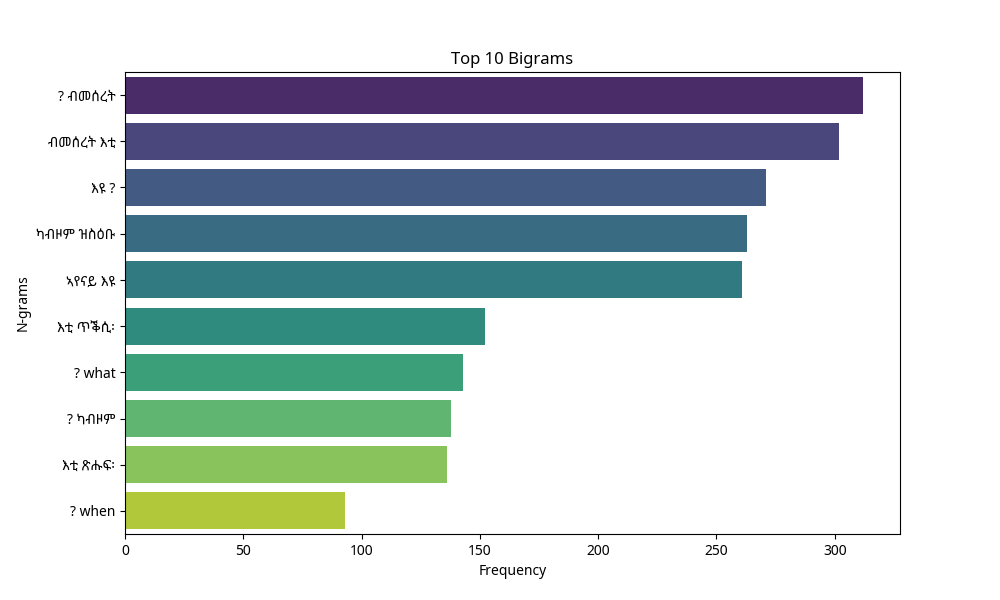 Top 10 Bigrams
? ብመሰረት
ብመሰረት እቲ
እዩ ?
ካብዞም ዝስዕቡ
ኣየናይ እዩ
እቲ ጥቕሲ፡
? what
? ካብዞም
እቲ ጽሑፍ፡
? when
N-grams
0 50 100 150 200 250 300
Frequency